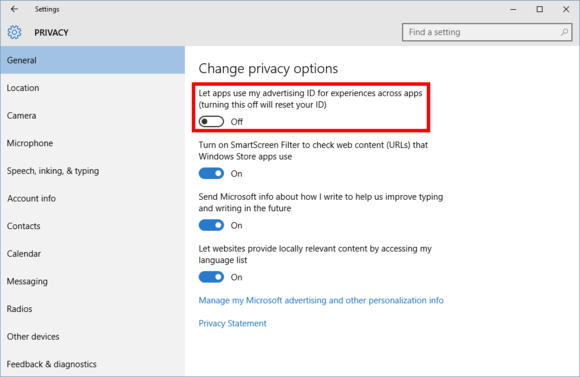 Settings
PRIVACY
Find a setting
General
Location
Camera
Microphone
Speech, inking, & typing
Account info
Contacts
Calendar
Messaging
Radios
Other devices
Feedback & diagnostics
Change privacy options
Let apps use my advertising ID for experiences across apps
(turning this off will reset your ID)
Off
Turn on SmartScreen Filter to check web content (URLs) that
Windows Store apps use
On
Send Microsoft info about how I write to help us improve typing
and writing in the future
On
Let websites provide locally relevant content by accessing my
language list
On
Manage my Microsoft advertising and other personalization info
Privacy Statement